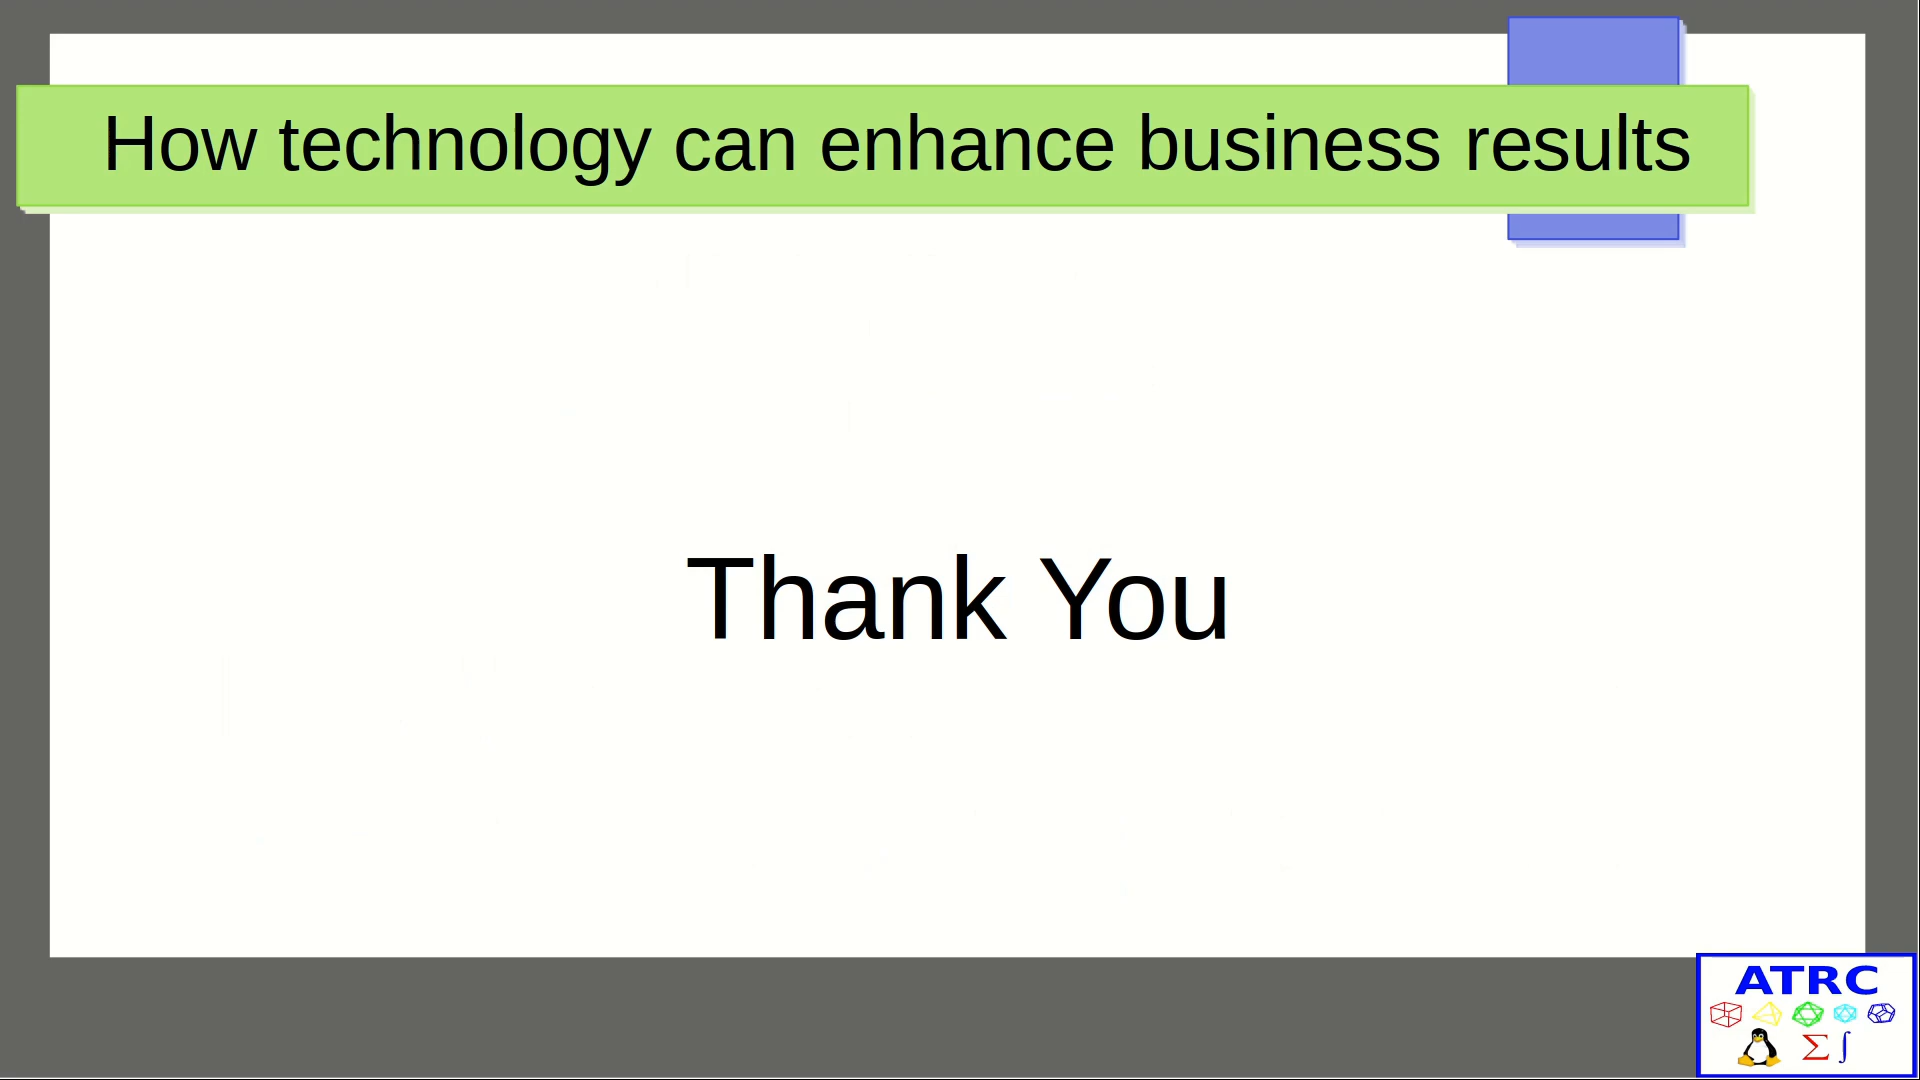 How technology can enhance business results
Thank You
ATRC
Σ ∫